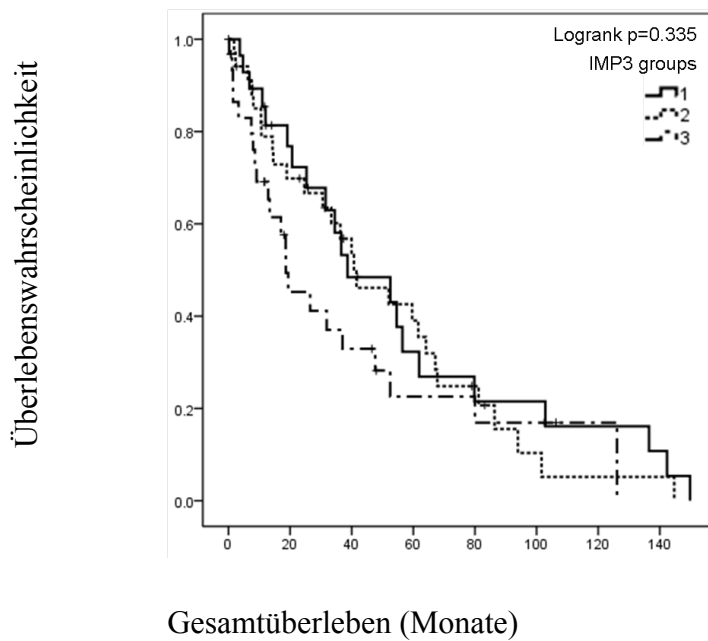 Logrank p=0.335
IMP3 groups
1
2
3
Überlebenswahrscheinlichkeit
1.0
0.8
0.6
0.4
0.2
0.0
0 20 40 60 80 100 120 140
Gesamtüberleben (Monate)